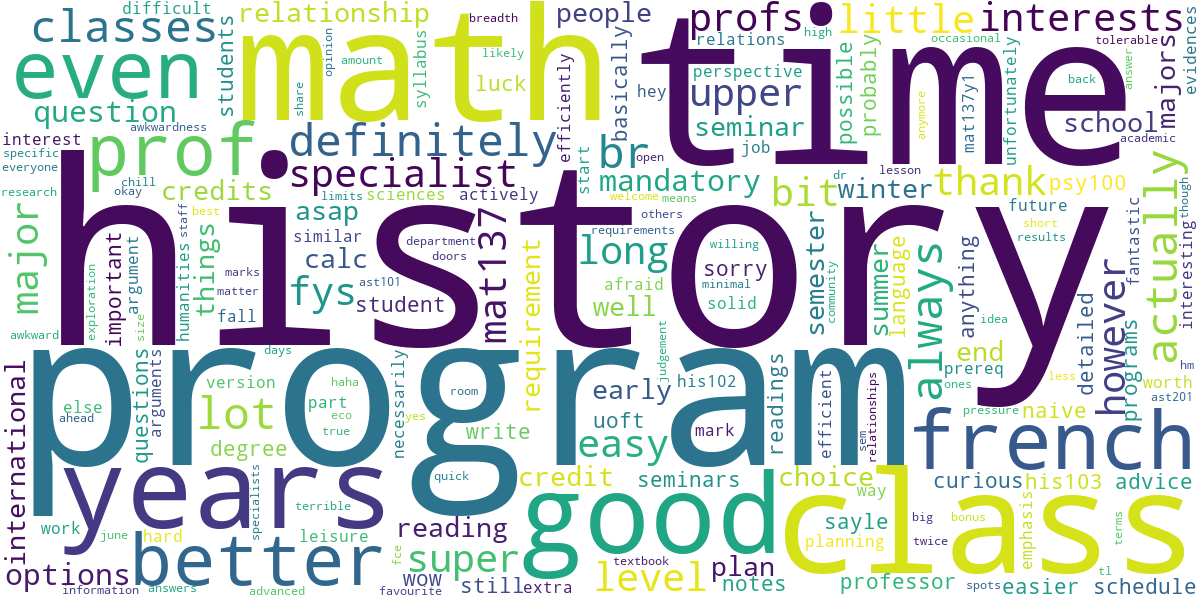 difficult
relationship
people
profs
little
interests
classes
math
time
even
students
opinion
amount
likely
breadth
syllabus
luck
share
relations
high
occasional
tolerable
evidences
perspective
upper
hey
basically
efficiently
possible
probably
anymore
mat137y1
unfortunately
back
answer
majors
question
awkwardness
prof
definitely
seminar
job
school
academic
interest
specific
everyone
research
chill
okay
credits
specialist
sciences
actively
limits
br
open
start
mandatory
welcome
means
bit
dr
winter
lesson
thank
psy100
history
major
important
exploration
argument
things
best
staff
humanities
asap
similar
calc
marks
matter
fall
fys
student
department
doors
ast101
mat137
requirement
long
others
requirements
afraid
well
sorry
willing
minimal
solid
semester
community
summer
language
always
anything
future
short
results
idea
interesting
though
fantastic
actually
however
detailed
programs
awkward
size
days
program
international
questions
arguments
version
degree
lot
else
ahead
part
haha
eco
true
necessarily
yes
room
write
early
uoft
easy
his102
mark
judgement
readings
efficient
sem
relationships
end
prereq
less
ones
pressure
naive
worth
hm
ast201
french
years
specialists
terrible
quick
credit
seminars
good
choice
way
class
curious
his103
advice
emphasis
terms
work
june
hard
better
leisure
reading
super
fce
wow
favourite
still
extra
textbook
level
plan
notes
sayle
planning
big
bonus
twice
professor
spots
tl
easier
schedule
options
information
answers
advanced